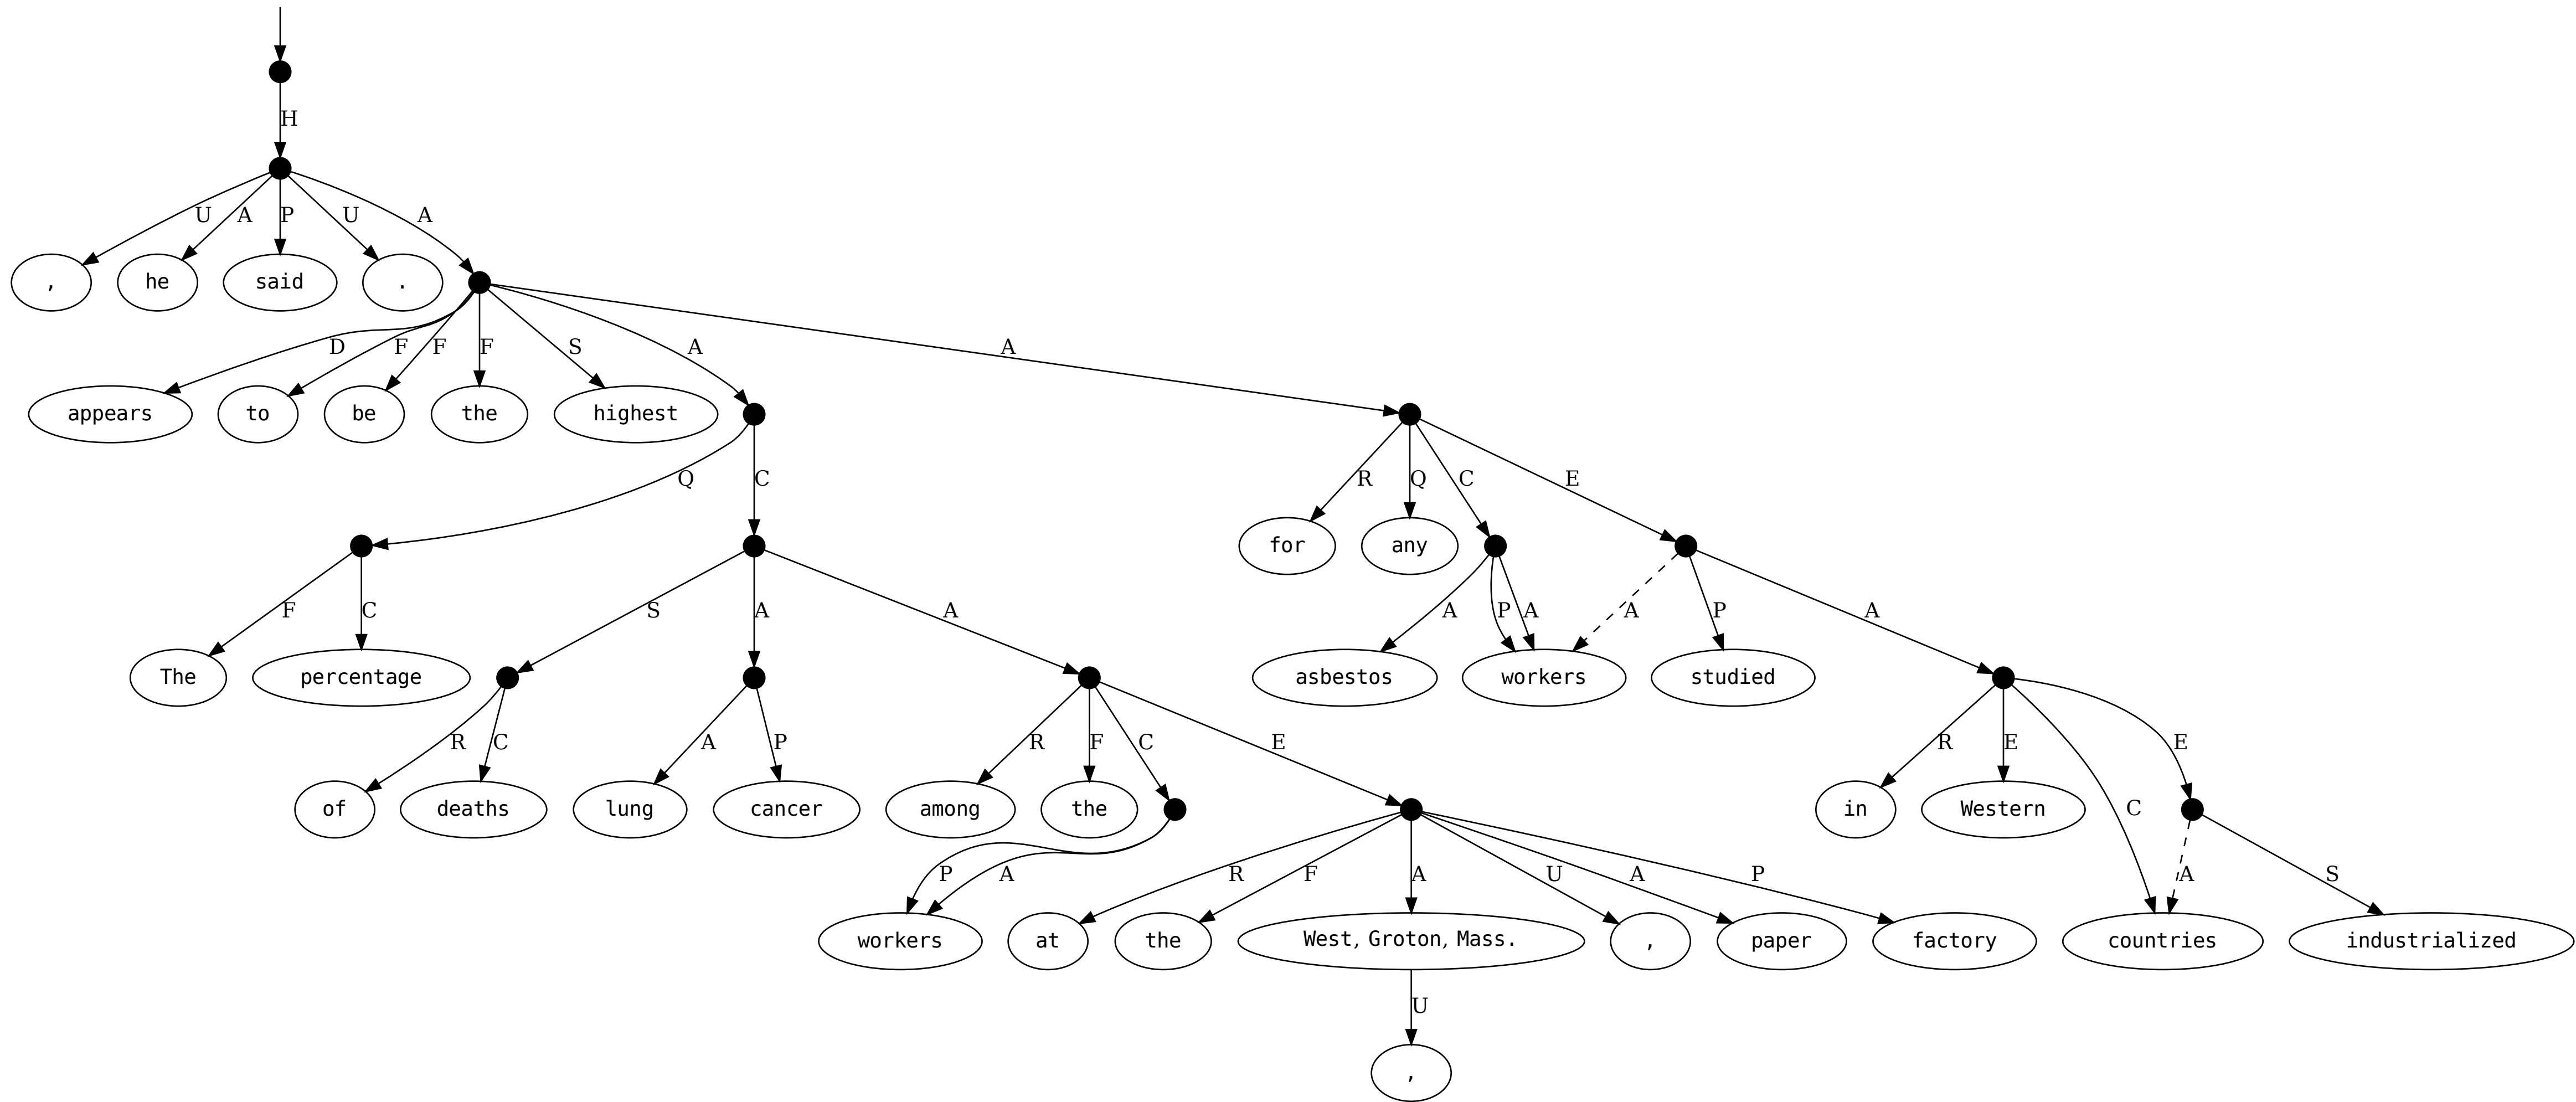 H
U A P U A
, he said .
D F F F S A A
appears to be the highest
Q C R Q C E
for any
F C S A A A P A A P A
The percentage asbestos workers studied
R C A P R F C E R E C E
of deaths lung cancer among the in Western
P A R F A U A P A S
workers at the West, Groton, Mass. , paper factory countries industrialized
U
,